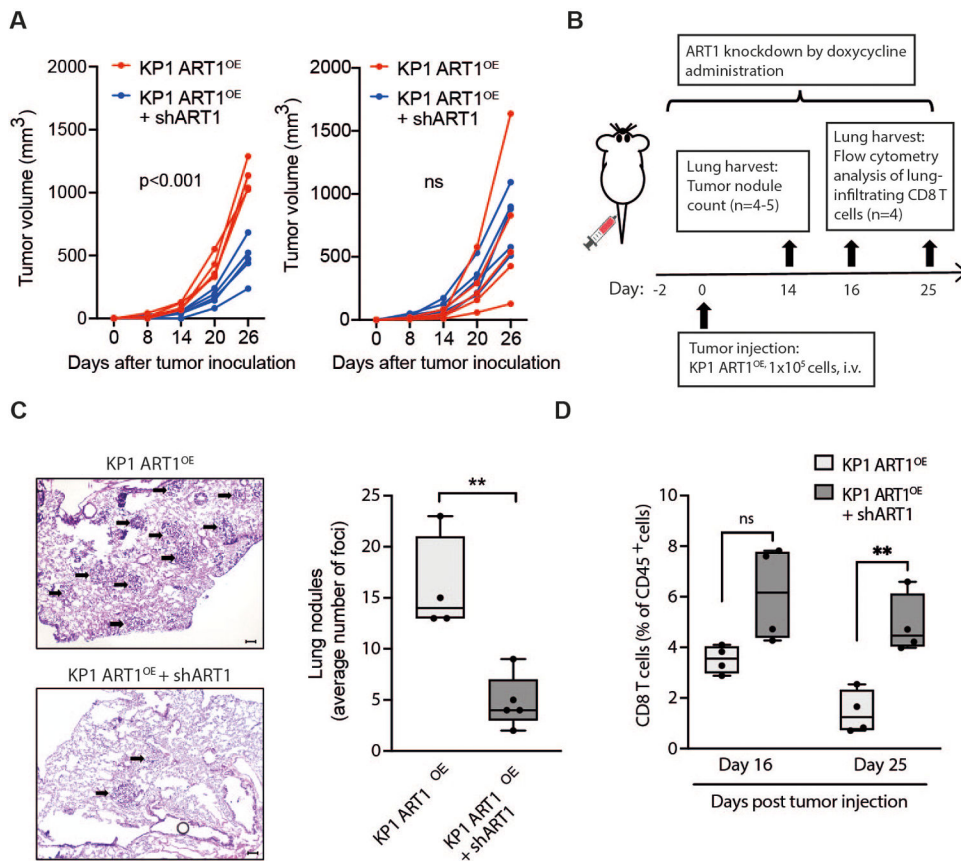 A
2000
1500
1000
500
0
Tumor volume (mm3)
KP1 ART1OE
KP1 ART1OE
+ shART1
p<0.001
0 8 14 20 26
Days after tumor inoculation
2000
1500
1000
500
0
Tumor volume (mm3)
KP1 ART1OE
KP1 ART1OE
+ shART1
ns
0 8 14 20 26
Days after tumor inoculation
B
ART1 knockdown by doxycycline
administration
Lung harvest:
Tumor nodule
count (n=4-5)
Lung harvest:
Flow cytometry
analysis of lung-
infiltrating CD8 T
cells (n=4)
Day: -2 0 14 16 25
Tumor injection:
KP1 ART1OE, 1x105 cells, i.v.
C
KP1 ART1OE
KP1 ART1OE + shART1
25
20
15
10
5
0
Lung nodules
(average number of foci)
**
KP1 ART1 OE
KP1 ART1 OE
+ shART1
D
KP1 ART1OE
KP1 ART1OE
+ shART1
10
8
6
4
2
0
CD8 T cells (% of CD45+ cells)
ns
**
Day 16 Day 25
Days post tumor injection